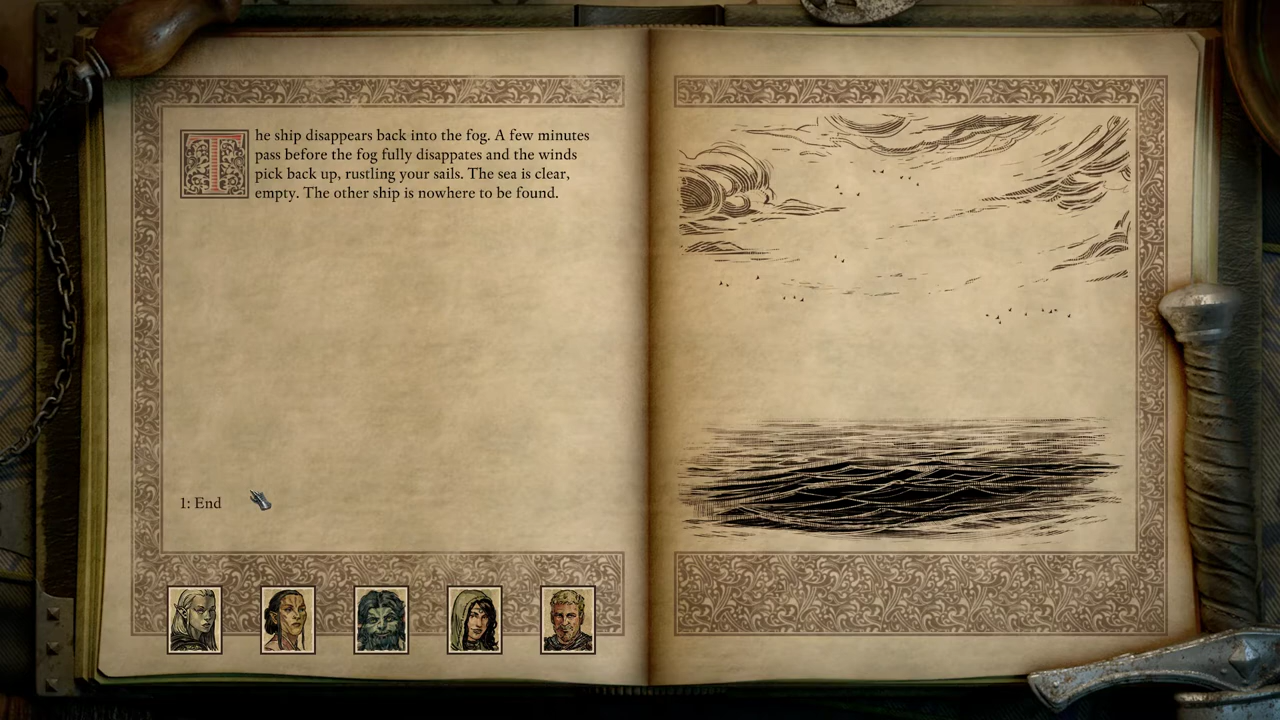 The ship disappears back into the fog. A few minutes
pass before the fog fully disappates and the winds
pick back up, rustling your sails. The sea is clear,
empty. The other ship is nowhere to be found.
1: End